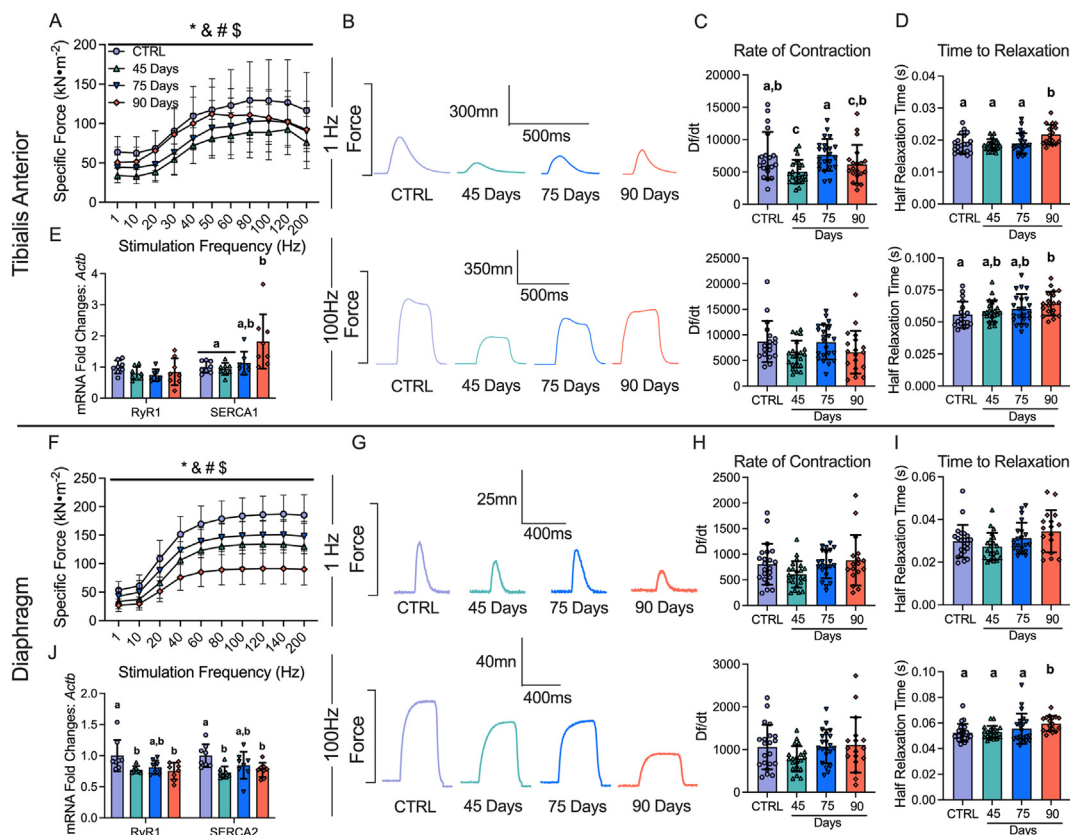 Tibialis Anterior
A
* & # $
Specific Force (kN•m⁻²)
200
150
100
50
0
CTRL
45 Days
75 Days
90 Days
1
10
20
30
40
50
60
80
100
120
200
Stimulation Frequency (Hz)
B
1 Hz
Force
300mn
500ms
CTRL
45 Days
75 Days
90 Days
100Hz
Force
350mn
500ms
CTRL
45 Days
75 Days
90 Days
C
Rate of Contraction
Df/dt
20000
15000
10000
5000
0
a,b
c
a
c,b
CTRL 45 75 90
Days
Df/dt
25000
20000
15000
10000
5000
0
CTRL 45 75 90
Days
D
Time to Relaxation
Half Relaxation Time (s)
0.04
0.03
0.02
0.01
0.00
a
a
a
b
CTRL 45 75 90
Days
Half Relaxation Time (s)
0.10
0.08
0.06
0.04
0.02
0.00
a
a,b
a,b
b
CTRL 45 75 90
Days
E
mRNA Fold Changes: Actb
4
3
2
1
0
a
a,b
b
RyR1
SERCA1
Diaphragm
F
* & # $
Specific Force (kN•m⁻²)
250
200
150
100
50
0
1
10
20
40
60
80
100
120
140
200
Stimulation Frequency (Hz)
G
1 Hz
Force
25mn
400ms
CTRL
45 Days
75 Days
90 Days
100Hz
Force
40mn
400ms
CTRL
45 Days
75 Days
90 Days
H
Rate of Contraction
Df/dt
2500
2000
1500
1000
500
0
CTRL 45 75 90
Days
Df/dt
3000
2000
1000
0
CTRL 45 75 90
Days
I
Time to Relaxation
Half Relaxation Time (s)
0.06
0.04
0.02
0.00
CTRL 45 75 90
Days
Half Relaxation Time (s)
0.10
0.08
0.06
0.04
0.02
0.00
a
a
a
b
CTRL 45 75 90
Days
J
mRNA Fold Changes: Actb
2.0
1.5
1.0
0.5
0.0
a
b
a,b
b
a
b
a,b
b
RyR1
SERCA2